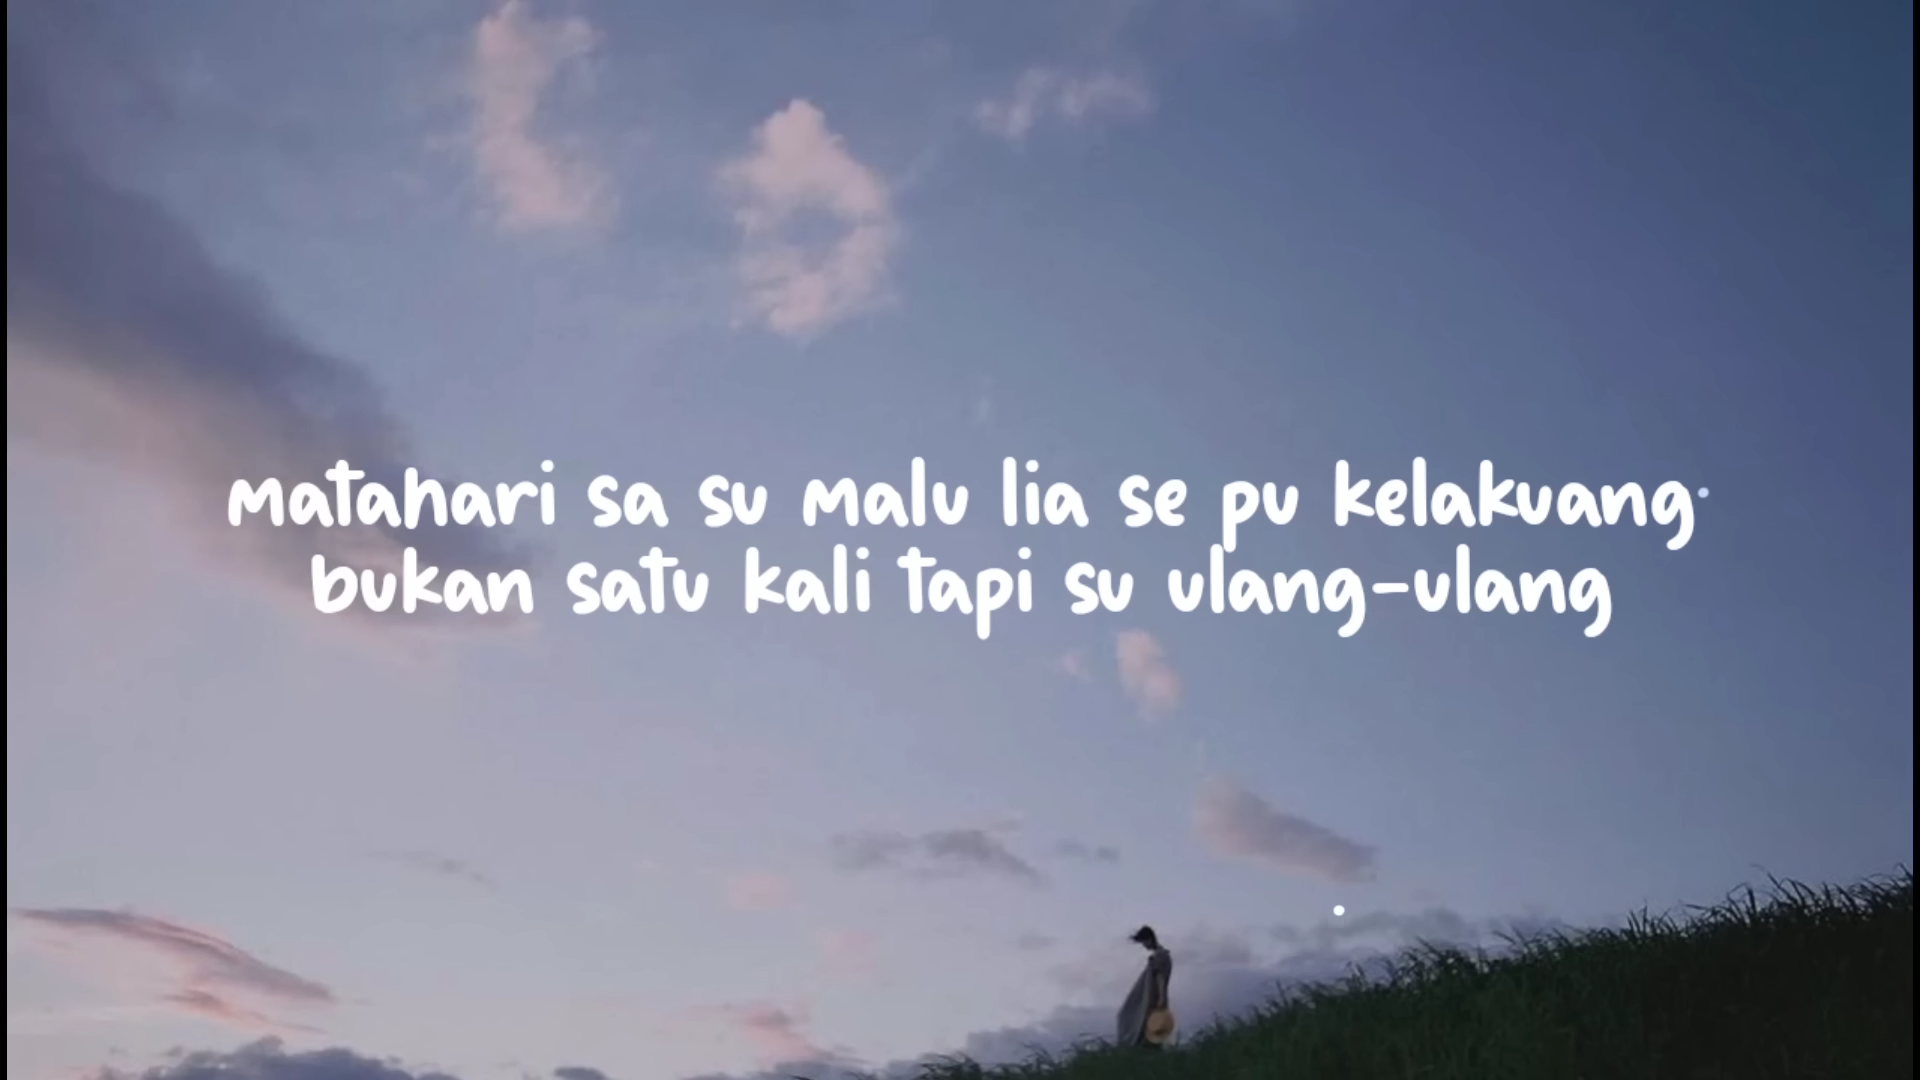 matahari sa su malu lia se pu kelakuang
bukan satu kali tapi su ulang-ulang